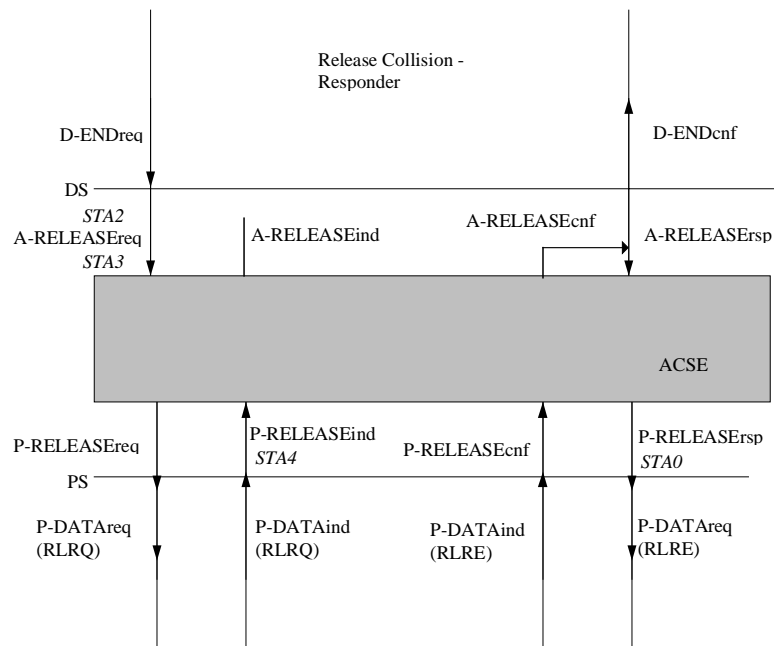 Release Collision -
Responder
D-ENDreq
D-ENDcnf
DS
STA2
A-RELEASEreq
STA3
A-RELEASEind
A-RELEASEcnf
A-RELEASErsp
ACSE
P-RELEASEreq
P-RELEASEind
STA4
P-RELEASEcnf
P-RELEASErsp
STA0
PS
P-DATAreq
(RLRQ)
P-DATAind
(RLRQ)
P-DATAind
(RLRE)
P-DATAreq
(RLRE)